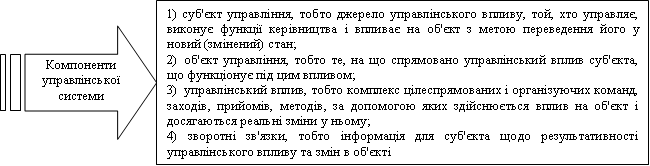 Компоненти
управлінської
системи
1) суб'єкт управління, тобто джерело управлінського впливу, той, хто управляє,
виконує функції керівництва і впливає на об'єкт з метою переведення його у
новий (змінений) стан;
2) об'єкт управління, тобто те, на що спрямовано управлінський вплив суб'єкта,
що функціонує під цим впливом;
3) управлінський вплив, тобто комплекс цілеспрямованих і організуючих команд,
заходів, прийомів, методів, за допомогою яких здійснюється вплив на об'єкт і
досягаються реальні зміни у ньому;
4) зворотні зв'язки, тобто інформація для суб'єкта щодо результативності
управлінського впливу та змін в об'єкті